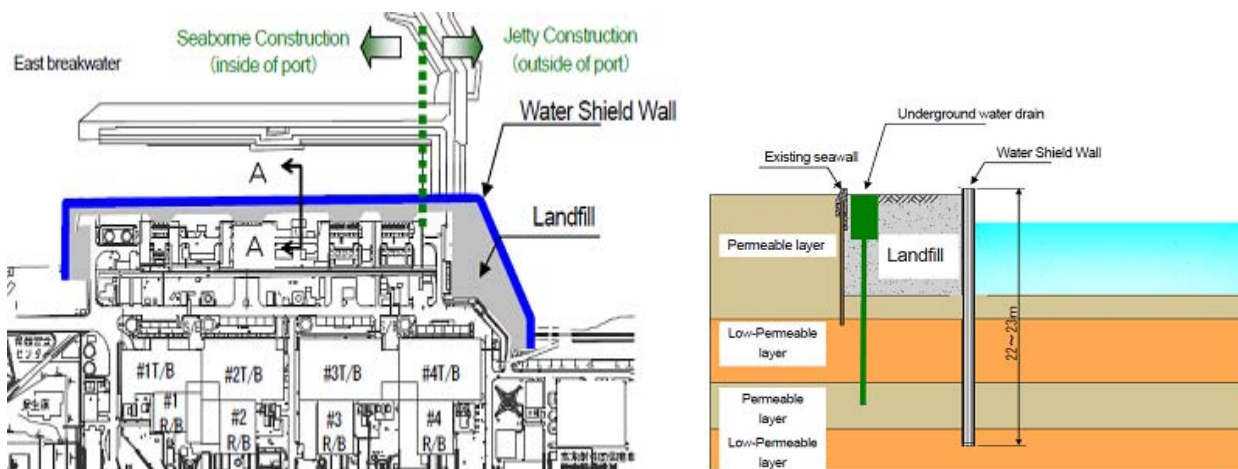 East breakwater
Seaborne Construction
(inside of port)
Jetty Construction
(outside of port)
Water Shield Wall
A
Landfill
A
#1T/B
#2T/B
#3T/B
#4T/B
#1
R/B
#2
R/B
#3
R/B
#4
R/B
Underground water drain
Existing seawall
Water Shield Wall
Permeable layer
Landfill
22~23m
Low-Permeable
layer
Permeable
layer
Low-Permeable
layer